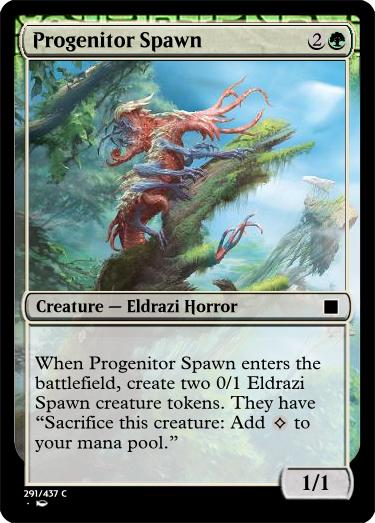 Progenitor Spawn 2
Creature — Eldrazi Horror
When Progenitor Spawn enters the
battlefield, create two 0/1 Eldrazi
Spawn creature tokens. They have
“Sacrifice this creature: Add to
your mana pool.”
291/437 C
1/1